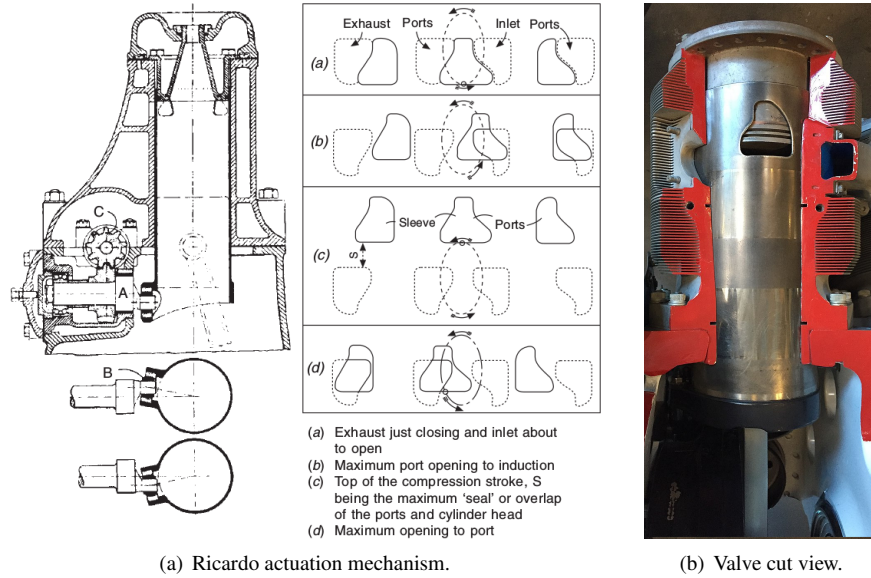 C
A
B
Exhaust
Ports
Inlet
Ports
(a)
(b)
Sleeve
Ports
(c)
S
(d)
(a) Exhaust just closing and inlet about
to open
(b) Maximum port opening to induction
(c) Top of the compression stroke, S
being the maximum ‘seal’ or overlap
of the ports and cylinder head
(d) Maximum opening to port
(a) Ricardo actuation mechanism.
(b) Valve cut view.